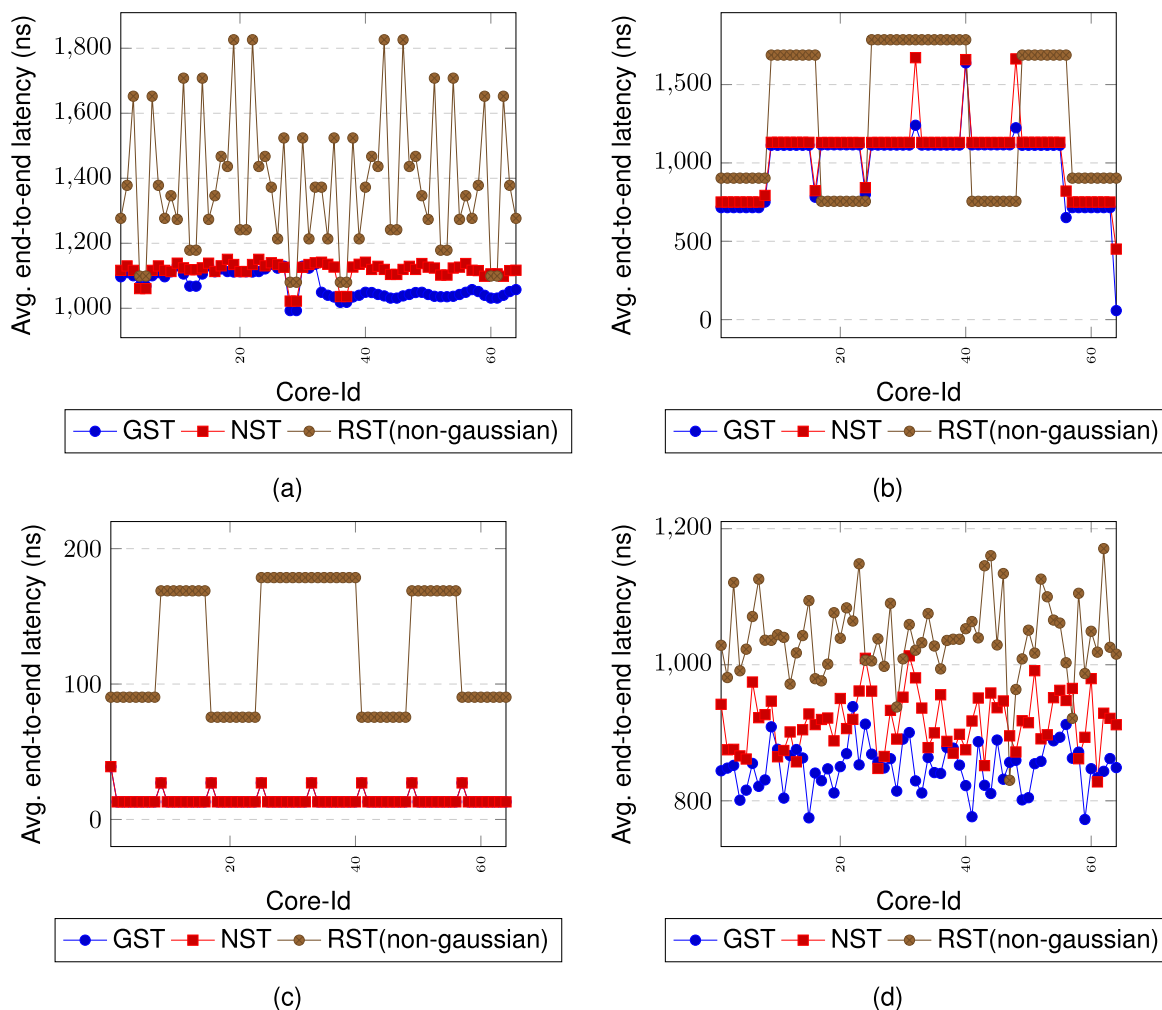 Avg. end-to-end latency (ns)
1,800
1,600
1,400
1,200
1,000
20
40
60
Core-Id
GST NST RST(non-gaussian)
(a)
Avg. end-to-end latency (ns)
1,500
1,000
500
0
20
40
60
Core-Id
GST NST RST(non-gaussian)
(b)
Avg. end-to-end latency (ns)
200
100
0
20
40
60
Core-Id
GST NST RST(non-gaussian)
(c)
Avg. end-to-end latency (ns)
1,200
1,000
800
20
40
60
Core-Id
GST NST RST(non-gaussian)
(d)